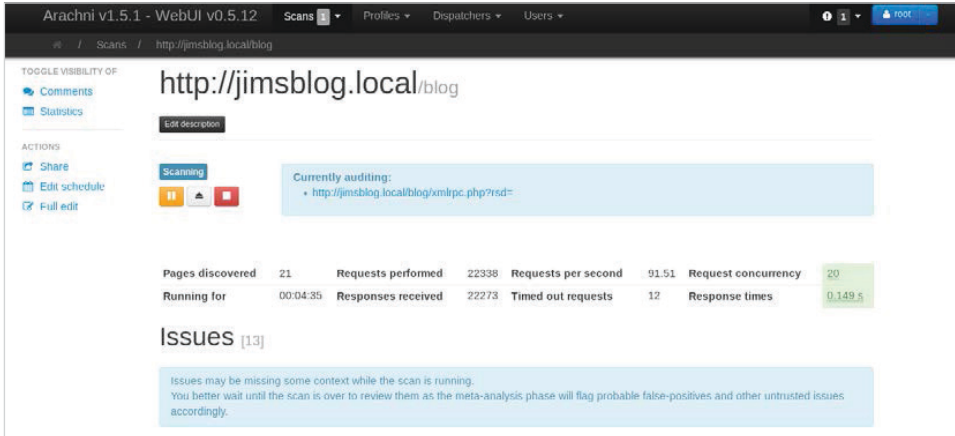 Arachni v1.5.1 - WebUI v0.5.12 Scans 1 Profiles Dispatchers Users 1 root
/ Scans / http://jimsblog.local/blog
TOGGLE VISIBILITY OF
Comments
Statistics
ACTIONS
Share
Edit schedule
Full edit
http://jimsblog.local/blog
Edit description
Scanning
Currently auditing:
• http://jimsblog.local/blog/xmlrpc.php?rsd=
Pages discovered 21 Requests performed 22338 Requests per second 91.51 Request concurrency 20
Running for 00:04:35 Responses received 22273 Timed out requests 12 Response times 0.149 s
Issues [13]
Issues may be missing some context while the scan is running.
You better wait until the scan is over to review them as the meta-analysis phase will flag probable false-positives and other untrusted issues
accordingly.